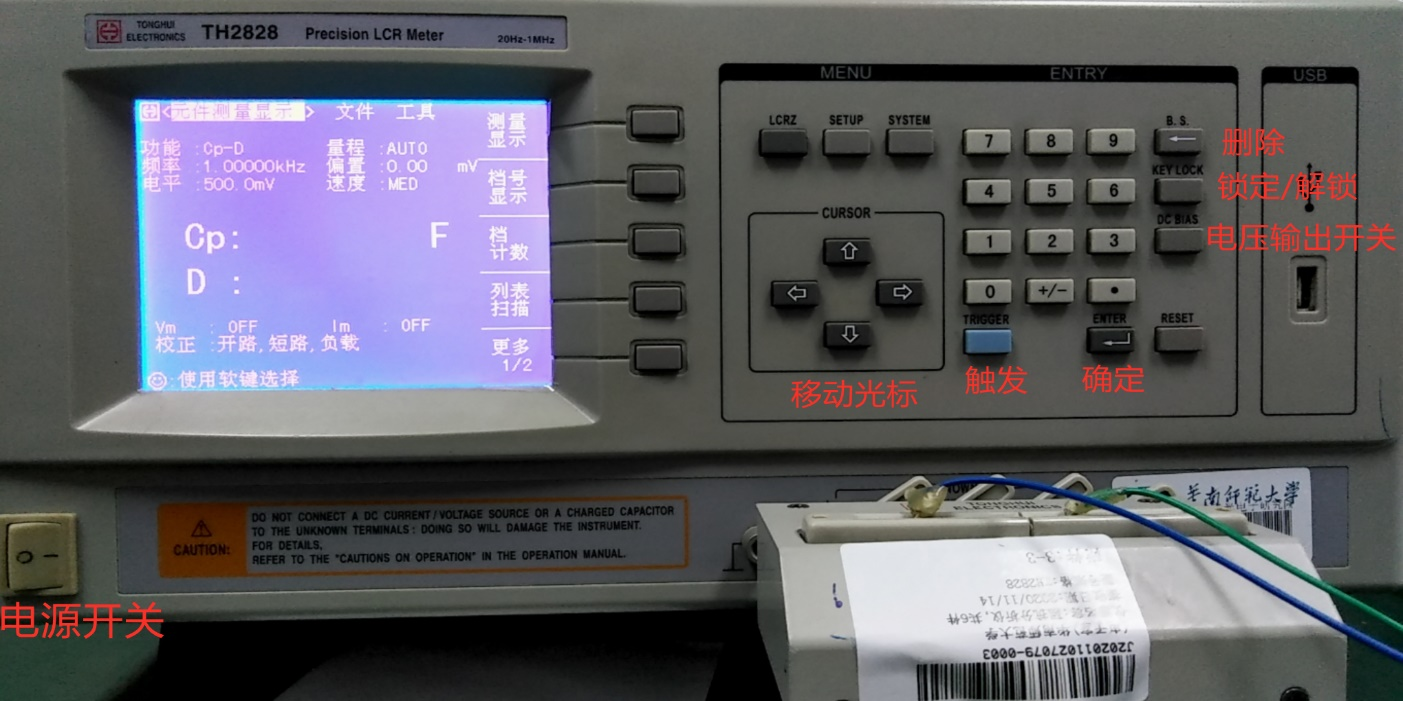 TONGHUI
ELECTRONICS
TH2828
Precision LCR Meter
20Hz-1MHz
<元件测量显示>
文件
工具
功能 :Cp-D
量程 :AUTO
频率 :1.00000kHz
偏置 :0.00 mV
电平 :500.0mV
速度 :MED
Cp: F
D :
Vm : OFF
Im : OFF
校正 :开路,短路,负载
使用软键选择
测量
显示
档号
显示
档
计数
列表
扫描
更多
1/2
MENU
ENTRY
USB
LCRZ
SETUP
SYSTEM
7
8
9
B. S.
删除
4
5
6
KEY LOCK
锁定/解锁
CURSOR
1
2
3
DC BIAS
电压输出开关
0
+/−
•
TRIGGER
ENTER
RESET
移动光标
触发
确定
CAUTION:
DO NOT CONNECT A DC CURRENT/VOLTAGE SOURCE OR A CHARGED CAPACITOR
TO THE UNKNOWN TERMINALS: DOING SO WILL DAMAGE THE INSTRUMENT.
FOR DETAILS,
REFER TO THE "CAUTIONS ON OPERATION" IN THE OPERATION MANUAL.
电源开关
华南师范大学
J202011027079-0003
2020/11/14